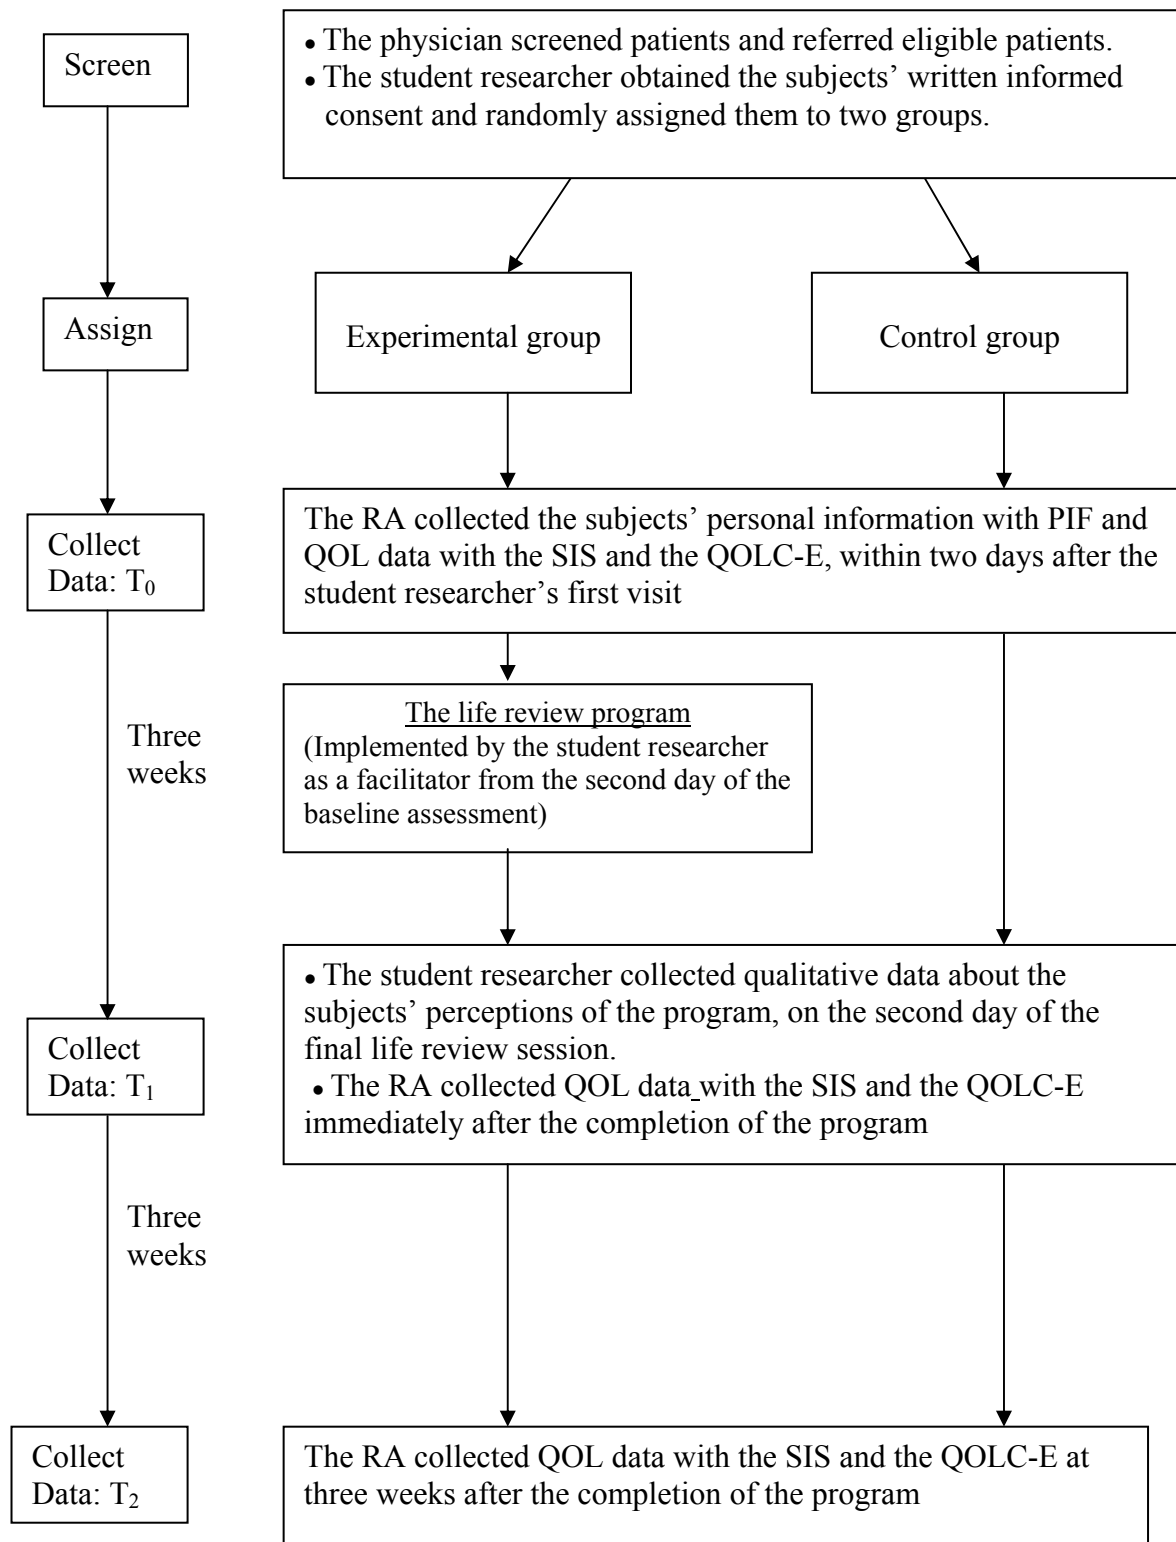 Screen
• The physician screened patients and referred eligible patients.
• The student researcher obtained the subjects’ written informed
consent and randomly assigned them to two groups.
Assign
Experimental group
Control group
Collect
Data: T₀
The RA collected the subjects’ personal information with PIF and
QOL data with the SIS and the QOLC-E, within two days after the
student researcher’s first visit
Three
weeks
The life review program
(Implemented by the student researcher
as a facilitator from the second day of the
baseline assessment)
Collect
Data: T₁
• The student researcher collected qualitative data about the
subjects’ perceptions of the program, on the second day of the
final life review session.
• The RA collected QOL data with the SIS and the QOLC-E
immediately after the completion of the program
Three
weeks
Collect
Data: T₂
The RA collected QOL data with the SIS and the QOLC-E at
three weeks after the completion of the program